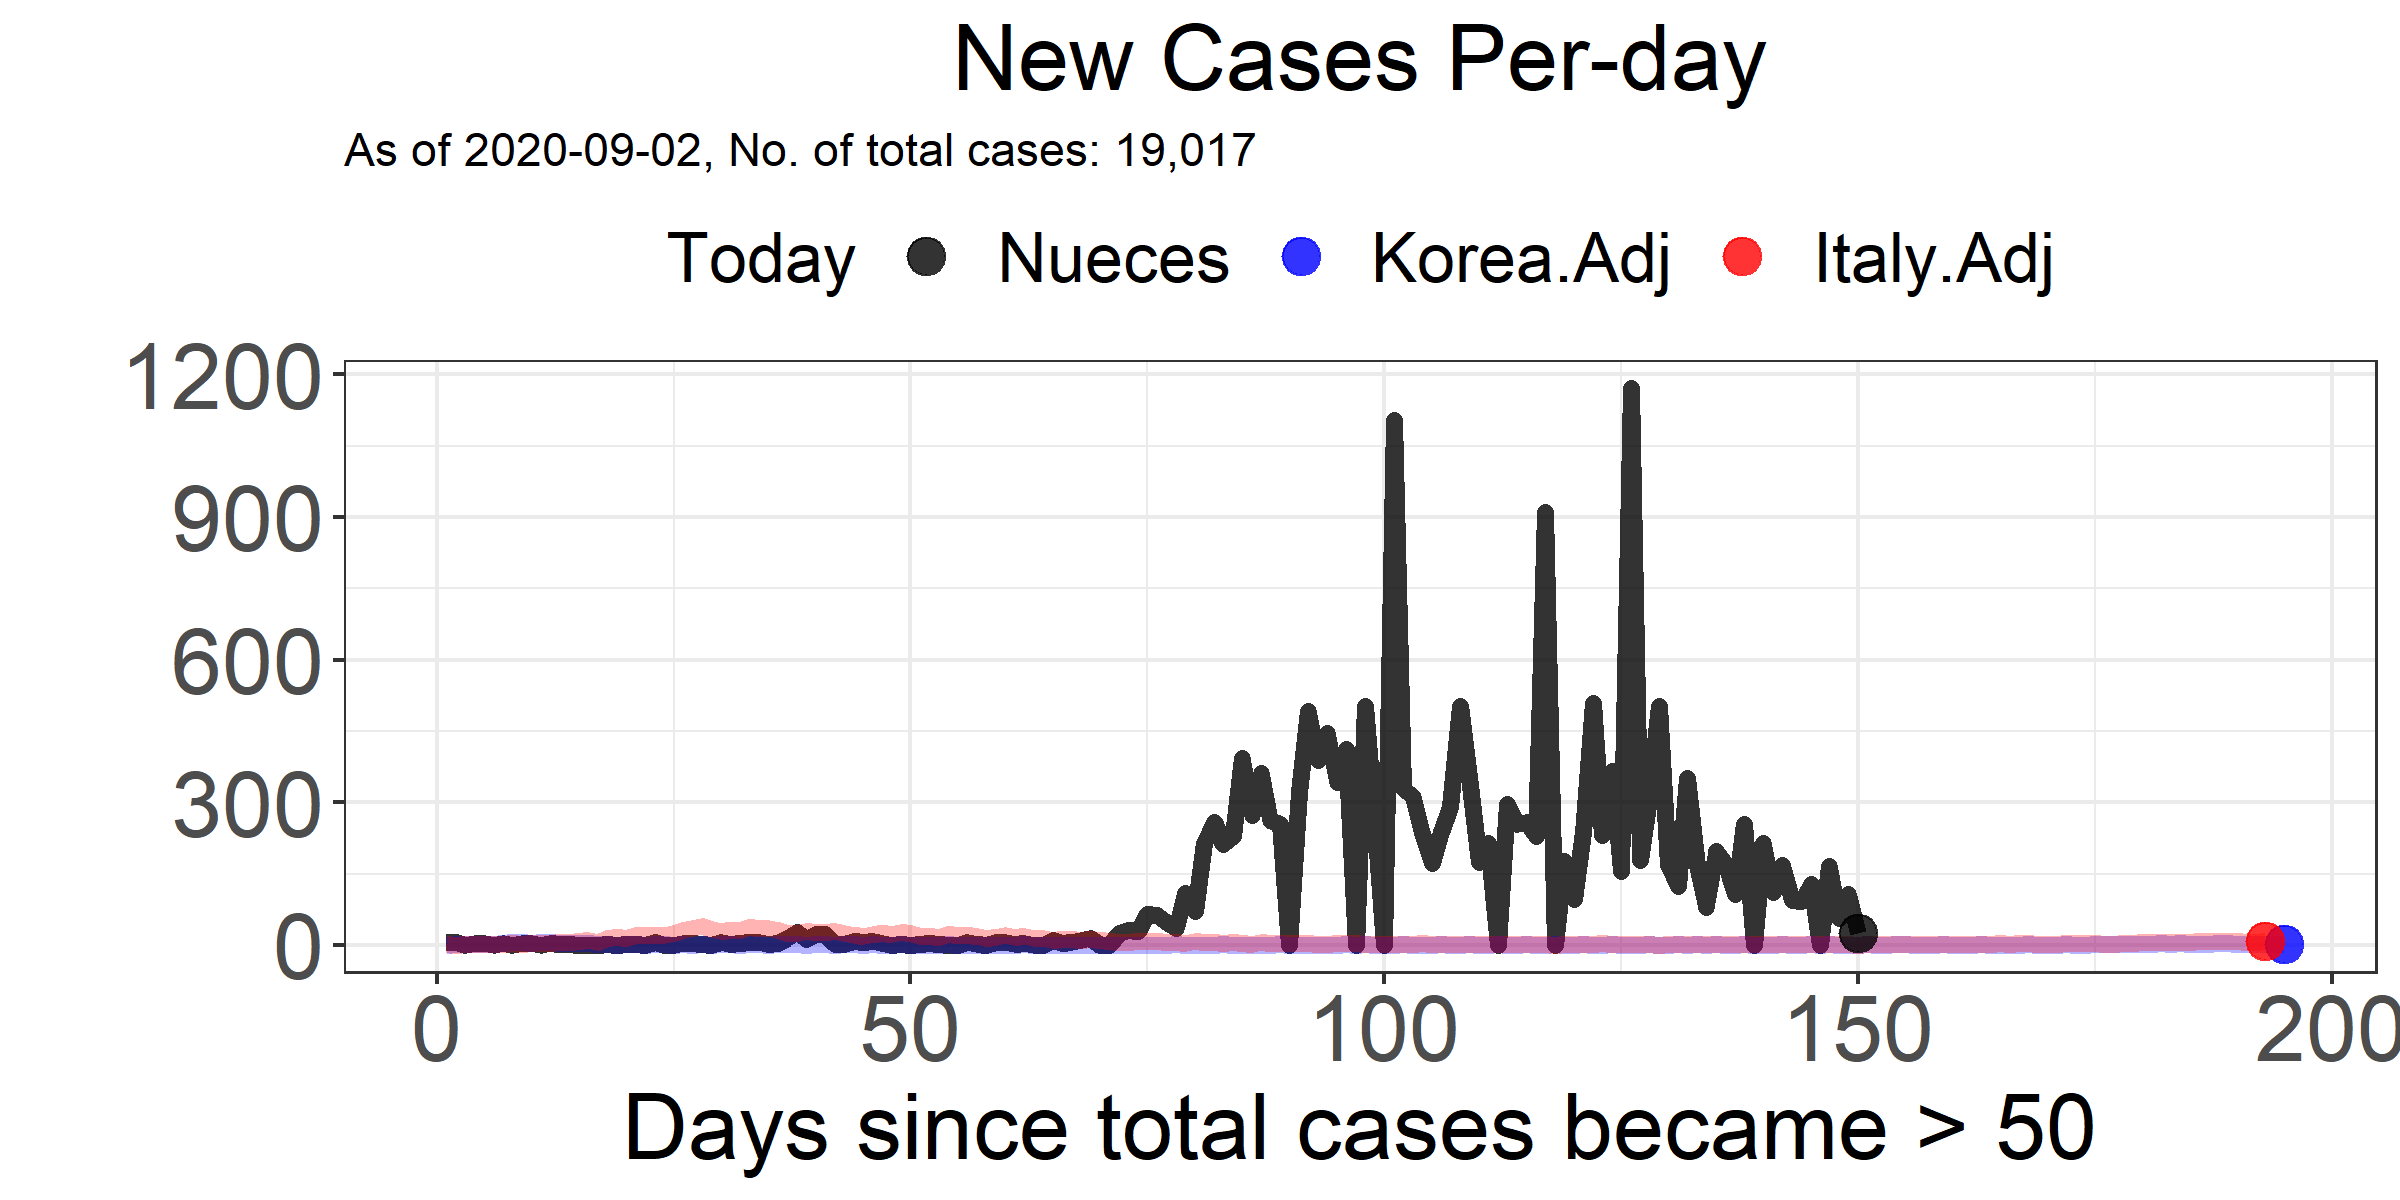 New Cases Per-day
As of 2020-09-02, No. of total cases: 19,017
Today Nueces Korea.Adj Italy.Adj
1200
900
600
300
0
0 50 100 150 200
Days since total cases became > 50